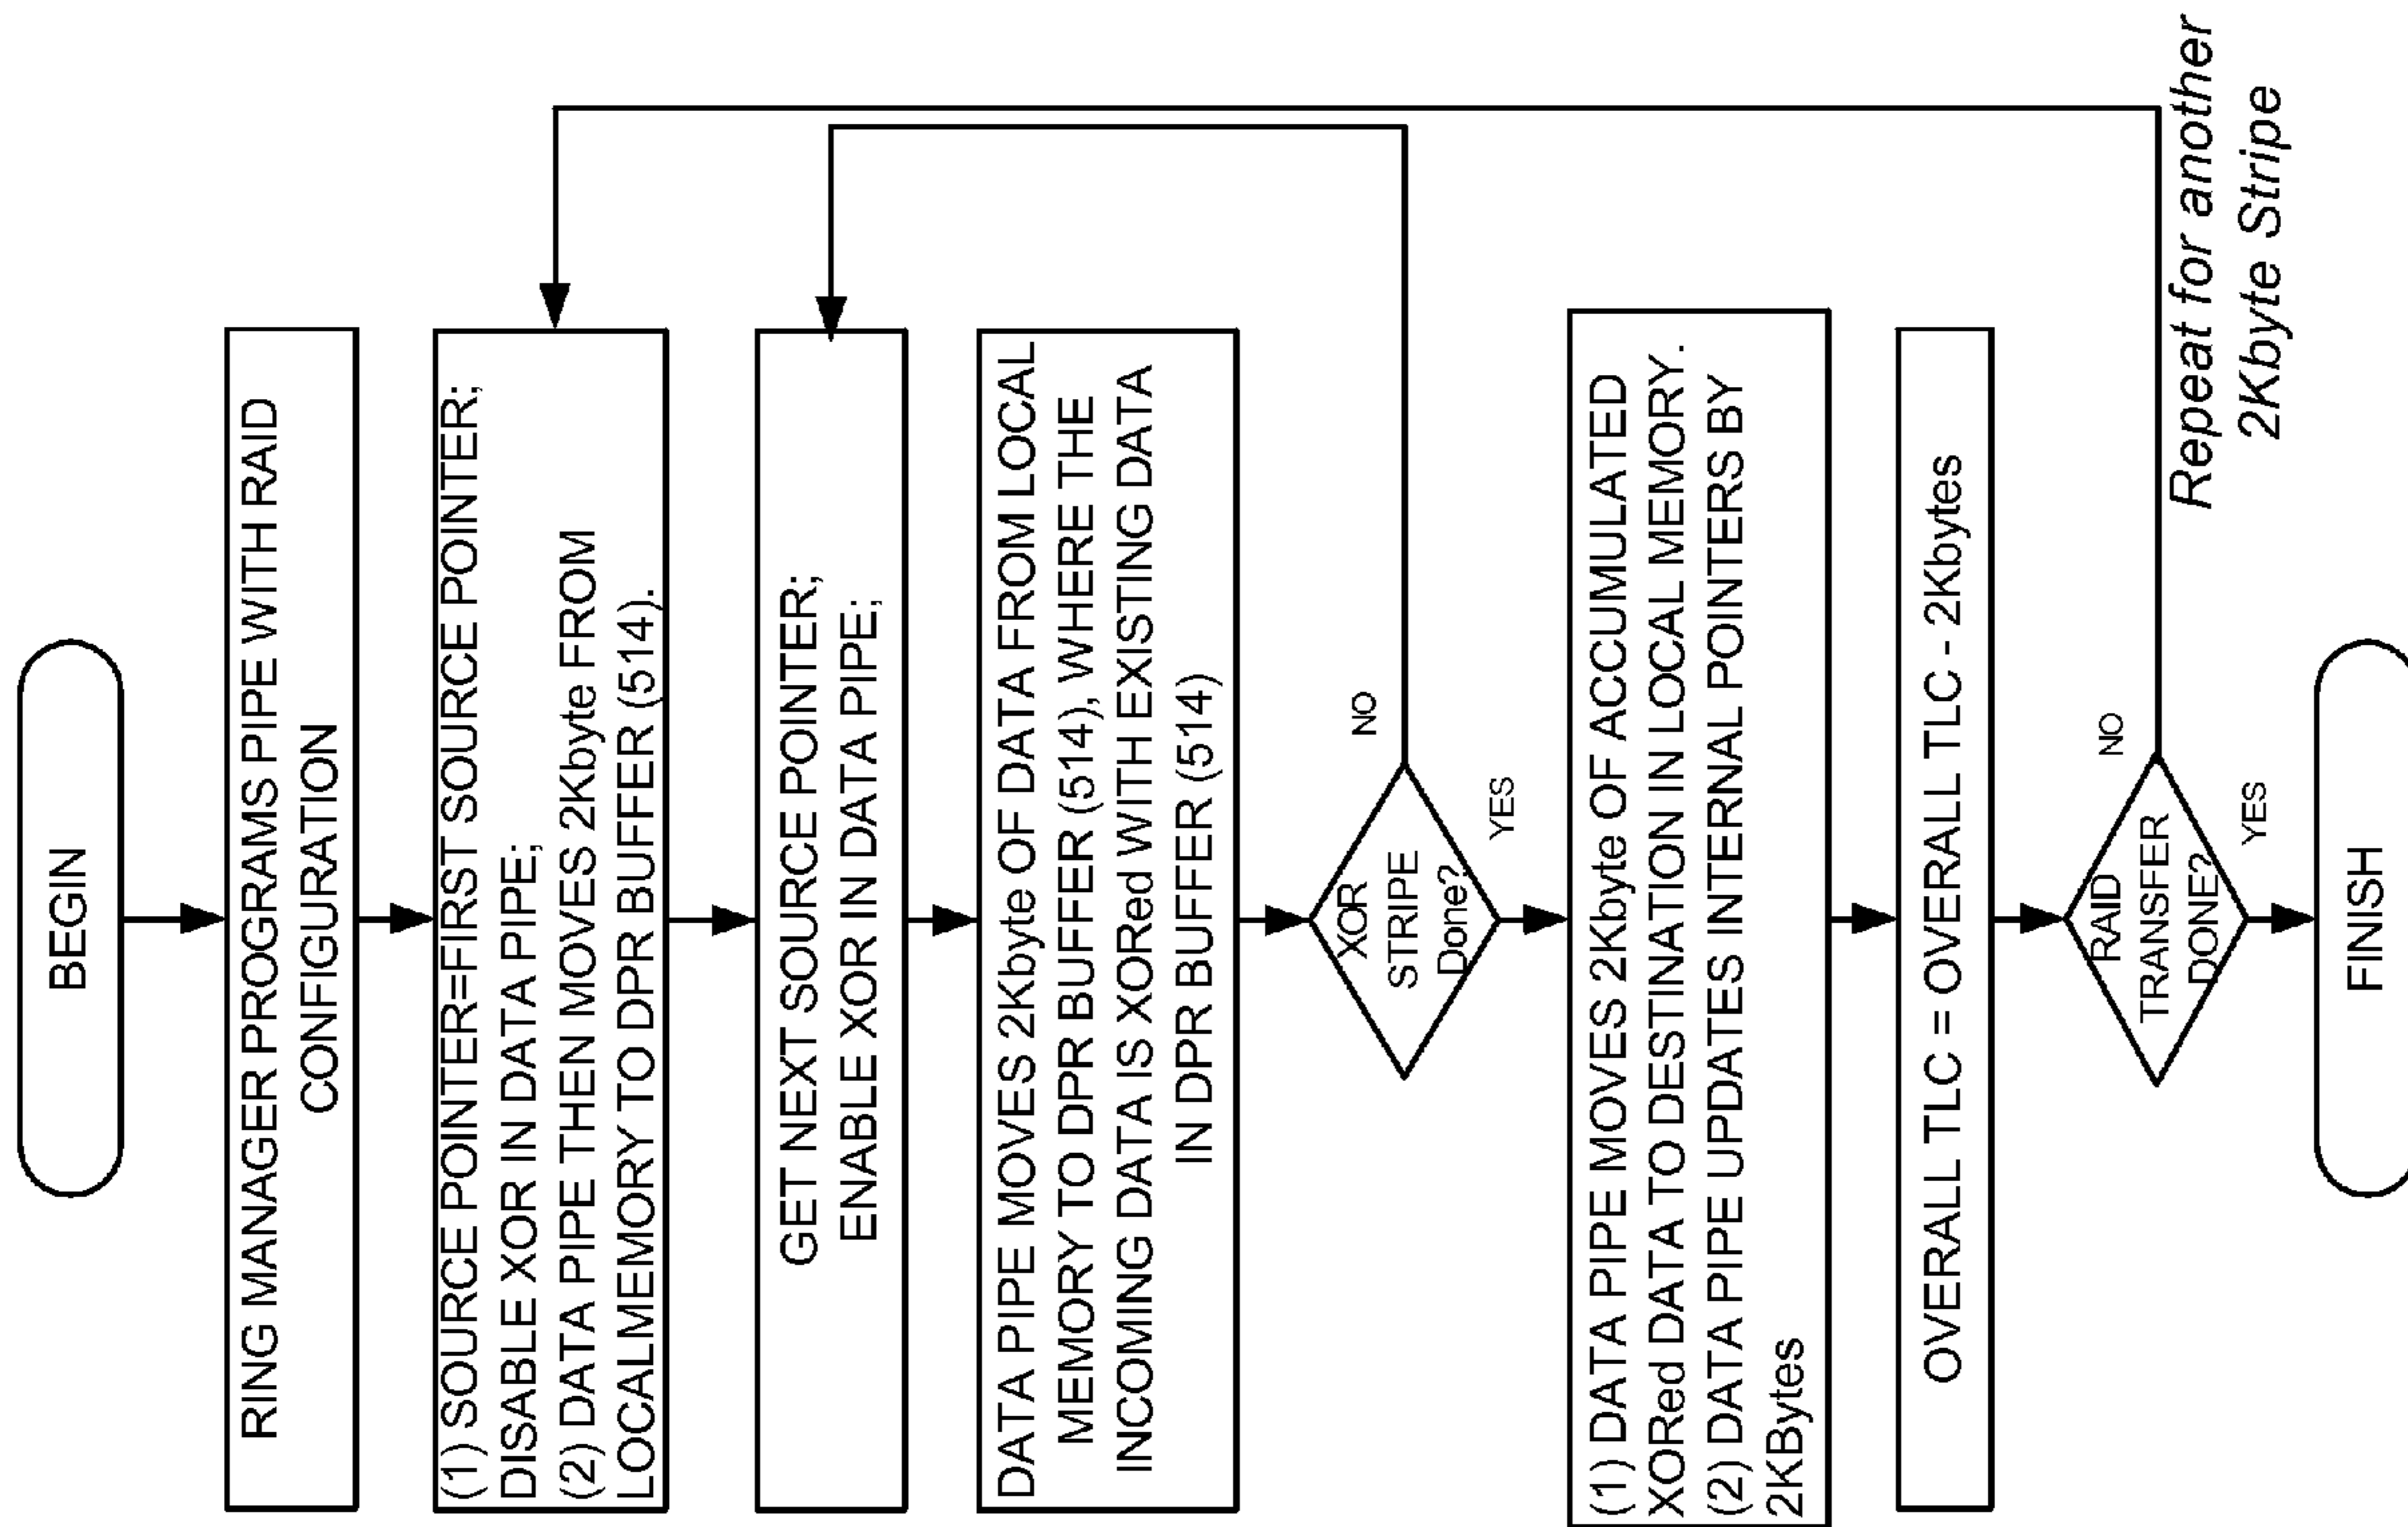 BEGIN
RING MANAGER PROGRAMS PIPE WITH RAID
CONFIGURATION
(1) SOURCE POINTER=FIRST SOURCE POINTER;
DISABLE XOR IN DATA PIPE;
(2) DATA PIPE THEN MOVES 2Kbyte FROM
LOCALMEMORY TO DPR BUFFER (514).
GET NEXT SOURCE POINTER;
ENABLE XOR IN DATA PIPE;
DATA PIPE MOVES 2Kbyte OF DATA FROM LOCAL
MEMORY TO DPR BUFFER (514), WHERE THE
INCOMING DATA IS XORed WITH EXISTING DATA
IN DPR BUFFER (514)
XOR
STRIPE
Done?
NO
YES
(1) DATA PIPE MOVES 2Kbyte OF ACCUMULATED
XORed DATA TO DESTINATION IN LOCAL MEMORY.
(2) DATA PIPE UPDATES INTERNAL POINTERS BY
2KBytes
OVERALL TLC = OVERALL TLC - 2Kbytes
RAID
TRANSFER
DONE?
NO
YES
Repeat for another
2Kbyte Stripe
FINISH